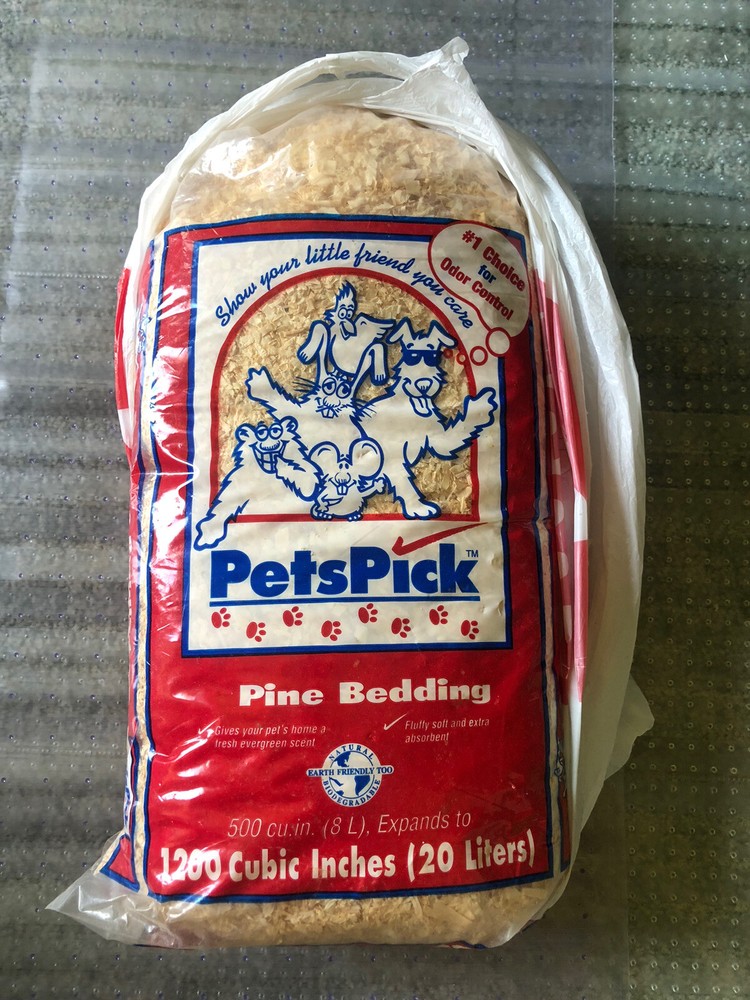 Show your little friend you care
#1 Choice
for
Odor Control
PetsPick™
Pine Bedding
Gives your pet's home a
fresh evergreen scent
Fluffy soft and extra
absorbent
NATURAL
EARTH FRIENDLY TOO
BIODEGRADABLE
500 cu.in. (8 L), Expands to
1200 Cubic Inches (20 Liters)